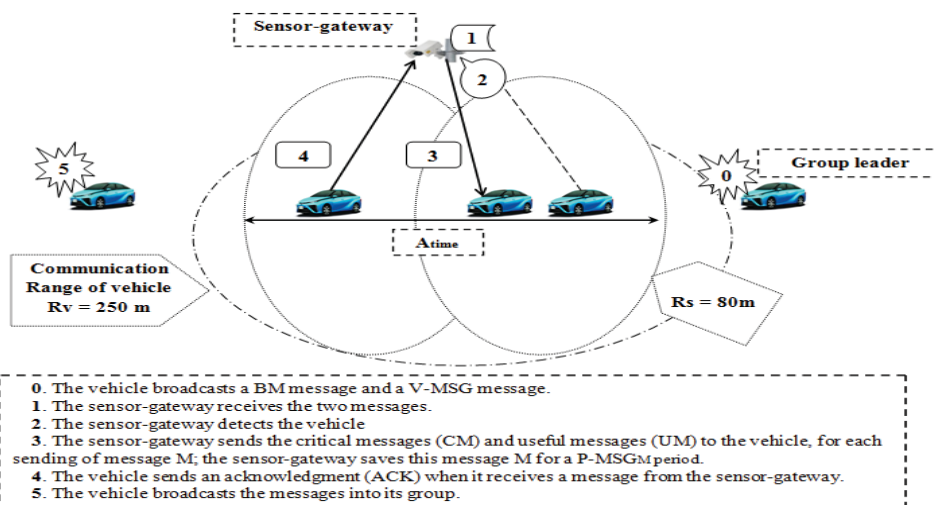 Sensor-gateway
1
2
4
3
5
0
Group leader
Atime
Communication
Range of vehicle
Rv = 250 m
Rs = 80m
0. The vehicle broadcasts a BM message and a V-MSG message.
1. The sensor-gateway receives the two messages.
2. The sensor-gateway detects the vehicle
3. The sensor-gateway sends the critical messages (CM) and useful messages (UM) to the vehicle, for each
sending of message M; the sensor-gateway saves this message M for a P-MSGM period.
4. The vehicle sends an acknowledgment (ACK) when it receives a message from the sensor-gateway.
5. The vehicle broadcasts the messages into its group.